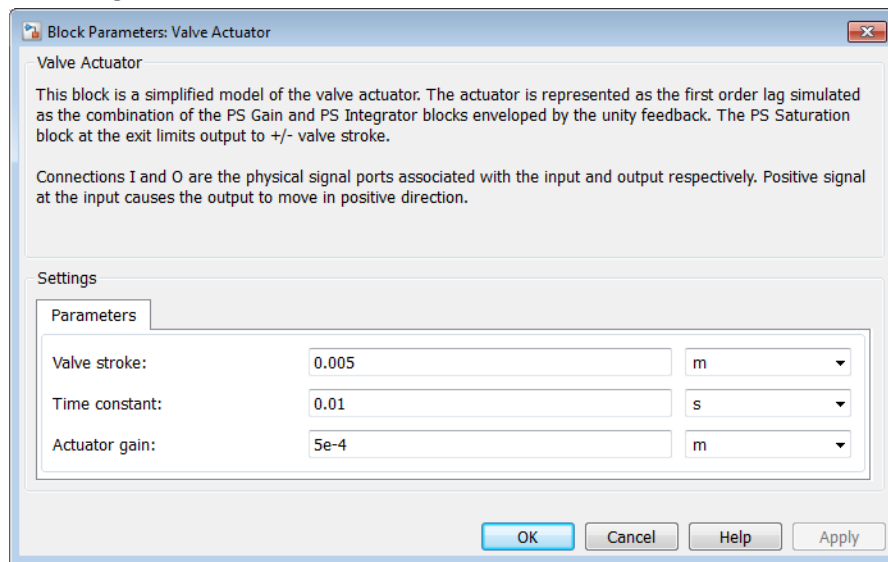 Block Parameters: Valve Actuator
Valve Actuator
This block is a simplified model of the valve actuator. The actuator is represented as the first order lag simulated
as the combination of the PS Gain and PS Integrator blocks enveloped by the unity feedback. The PS Saturation
block at the exit limits output to +/- valve stroke.
Connections I and O are the physical signal ports associated with the input and output respectively. Positive signal
at the input causes the output to move in positive direction.
Settings
Parameters
Valve stroke: 0.005 m
Time constant: 0.01 s
Actuator gain: 5e-4 m
OK Cancel Help Apply